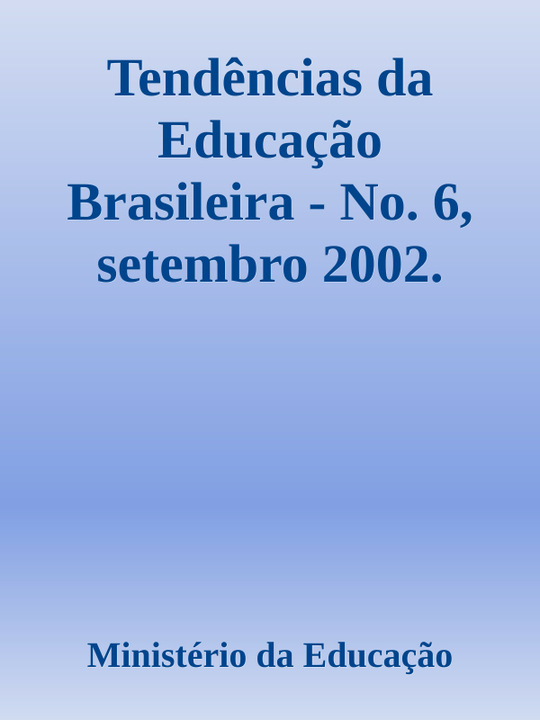 Tendências da
Educação
Brasileira - No. 6,
setembro 2002.
Ministério da Educação